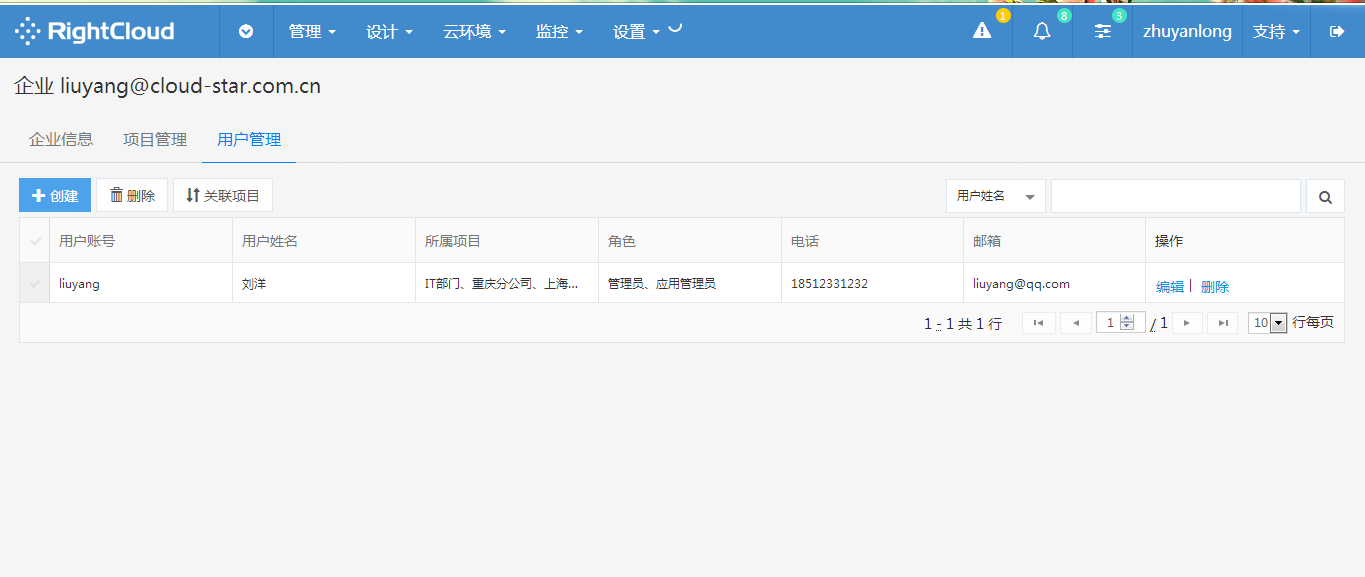 RightCloud 管理 设计 云环境 监控 设置 1 8 3 zhuyanlong 支持
企业 liuyang@cloud-star.com.cn
企业信息 项目管理 用户管理
创建 删除 关联项目 用户姓名
用户账号 用户姓名 所属项目 角色 电话 邮箱 操作
liuyang 刘洋 IT部门、重庆分公司、上海... 管理员、应用管理员 18512331232 liuyang@qq.com 编辑 | 删除
1 - 1 共 1 行 1 / 1 10 行每页